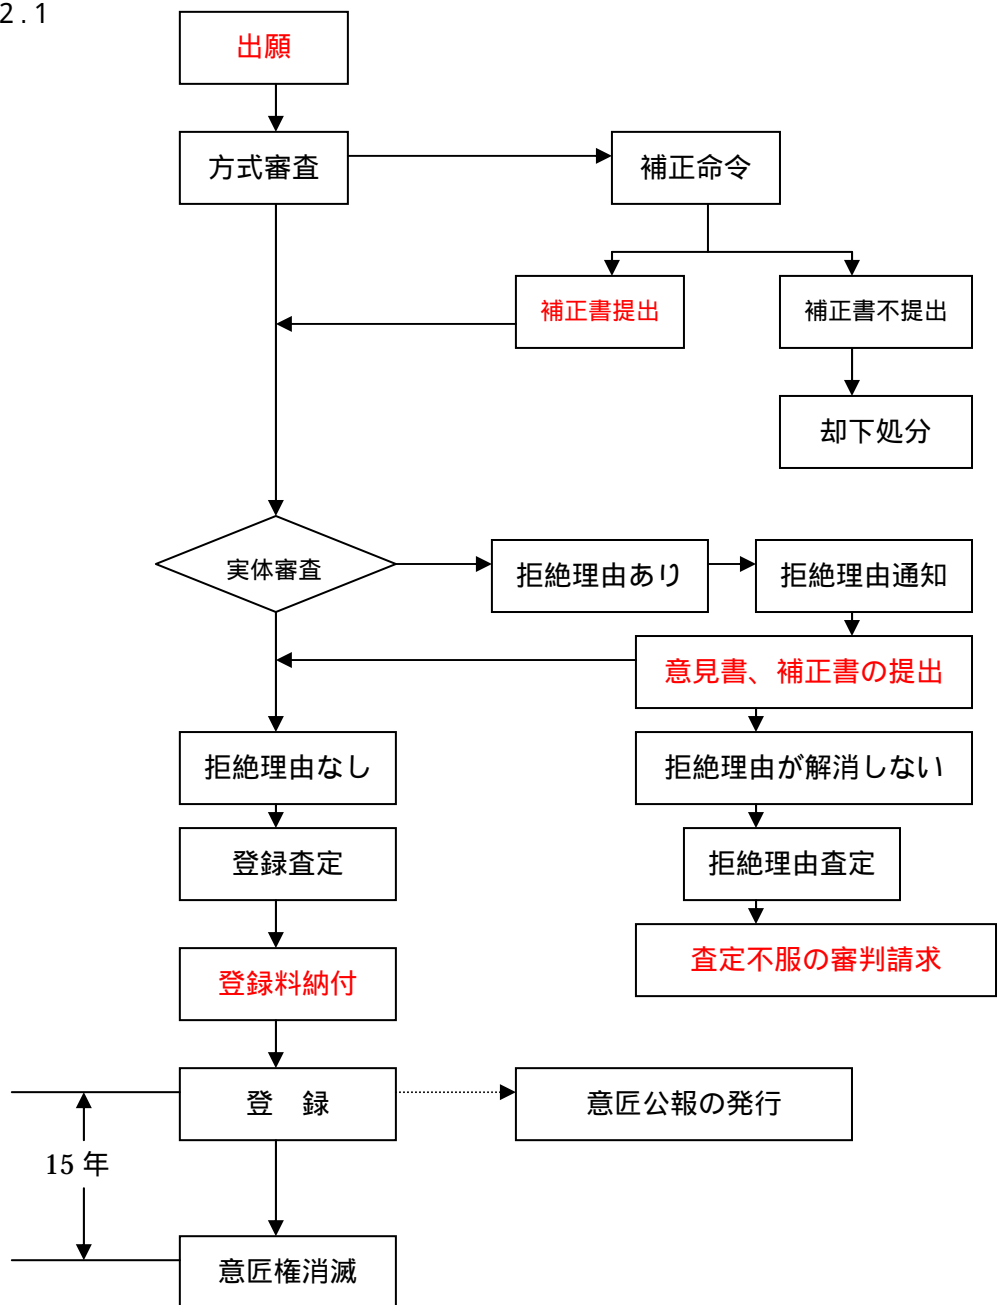 2.1
出願
方式審査
補正命令
補正書提出
補正書不提出
却下処分
実体審査
拒絶理由あり
拒絶理由通知
意見書、補正書の提出
拒絶理由なし
拒絶理由が解消しない
登録査定
拒絶理由査定
登録料納付
査定不服の審判請求
登　録
意匠公報の発行
15 年
意匠権消滅